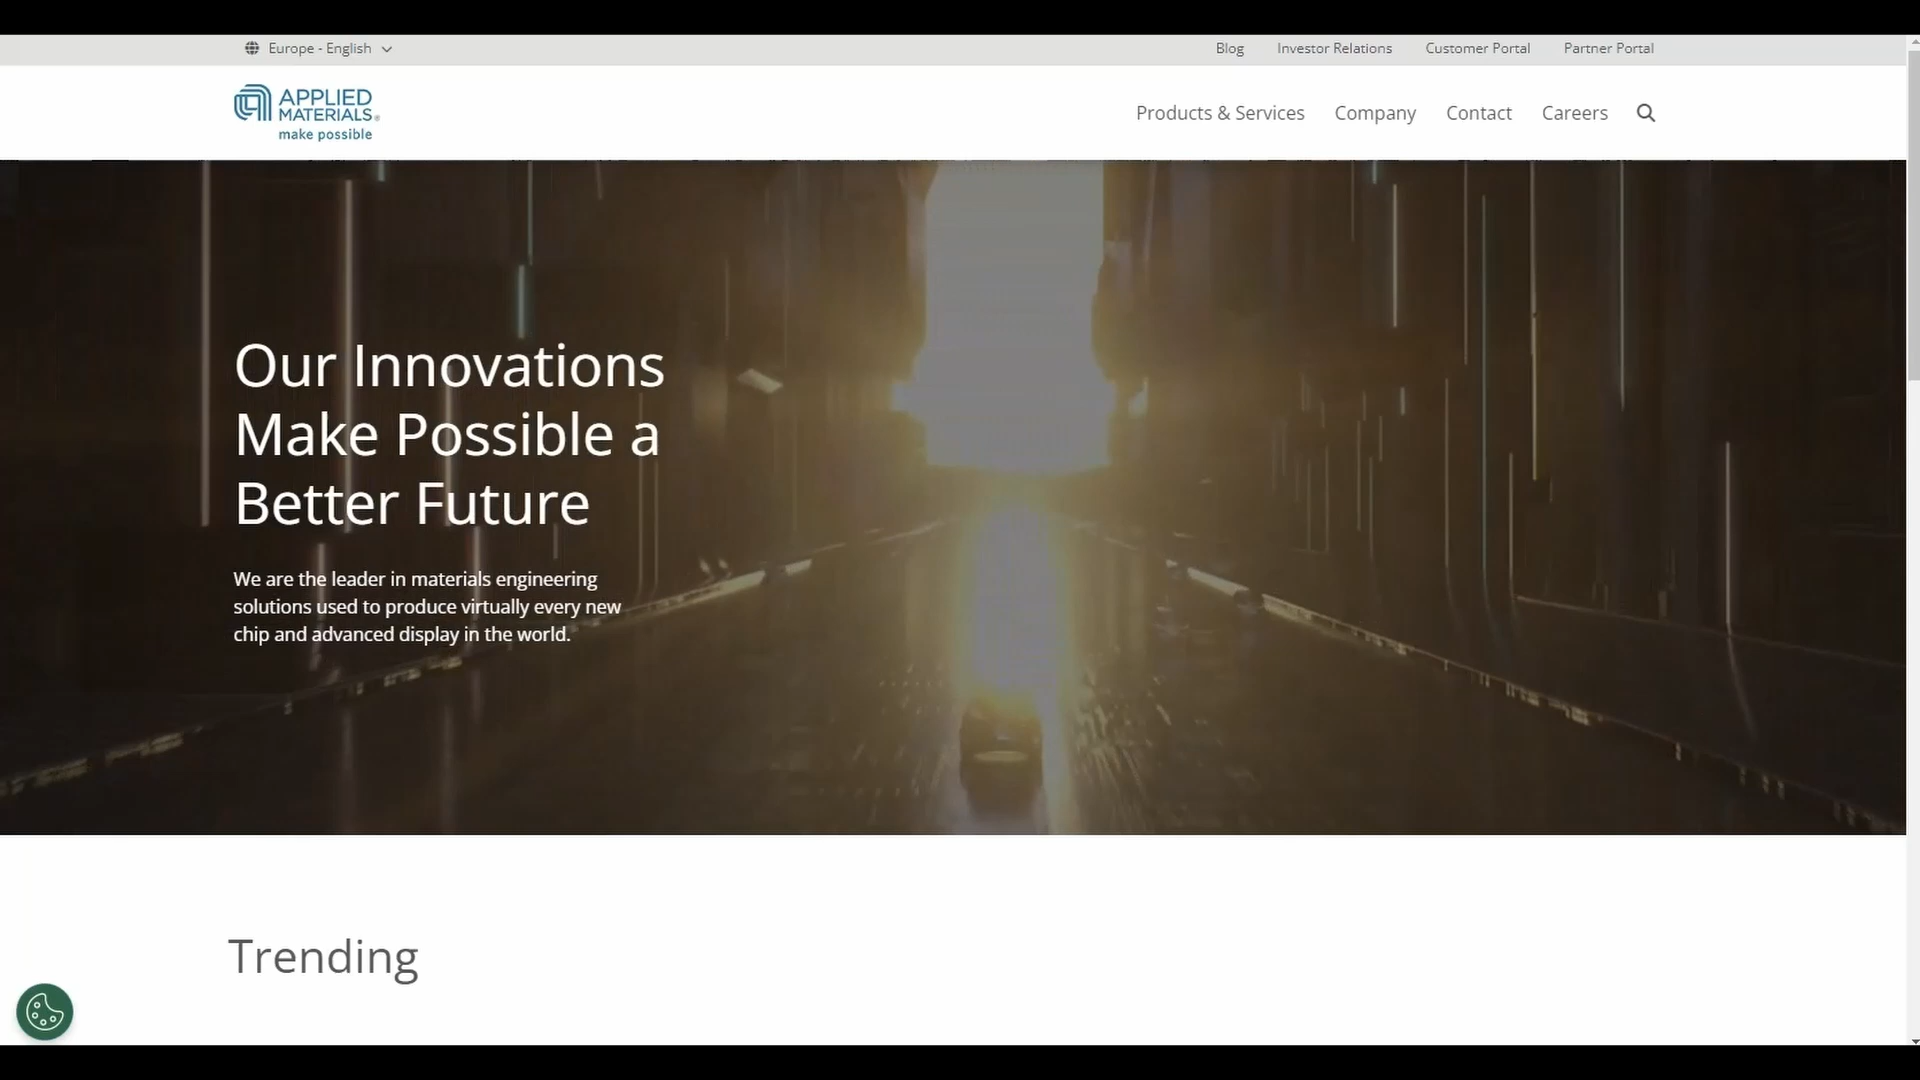 Europe - English
Blog
Investor Relations
Customer Portal
Partner Portal
APPLIED
MATERIALS®
make possible
Products & Services
Company
Contact
Careers
Our Innovations
Make Possible a
Better Future
We are the leader in materials engineering
solutions used to produce virtually every new
chip and advanced display in the world.
Trending